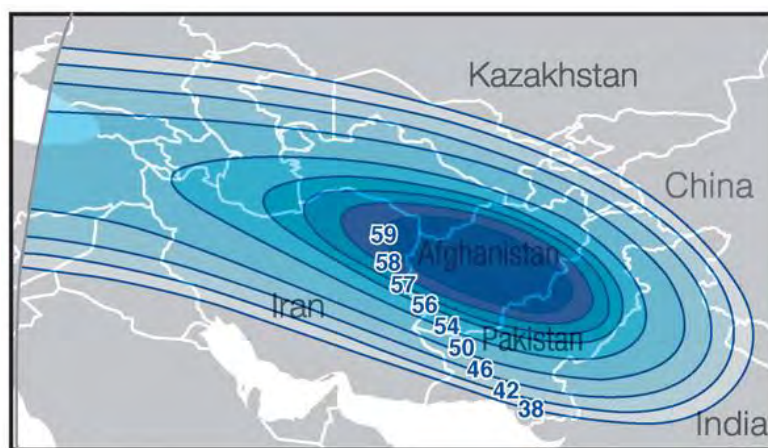 Kazakhstan
China
59
Afghanistan
58
57
Iran
56
54
Pakistan
50
46
42
38
India